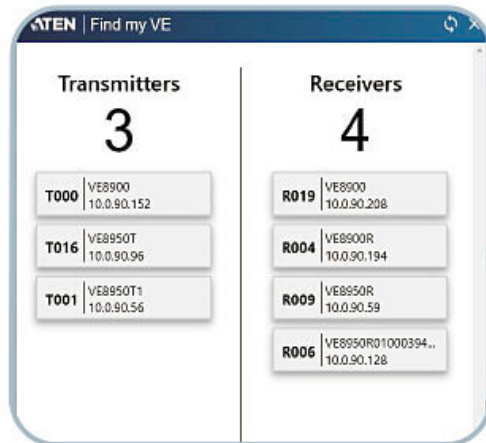 ATEN | Find my VE
Transmitters
3
T000
VE8900
10.0.90.152
T016
VE8950T
10.0.90.96
T001
VE8950T1
10.0.90.56
Receivers
4
R019
VE8900
10.0.90.208
R004
VE8900R
10.0.90.194
R009
VE8950R
10.0.90.59
R006
VE8950R01000394...
10.0.90.128